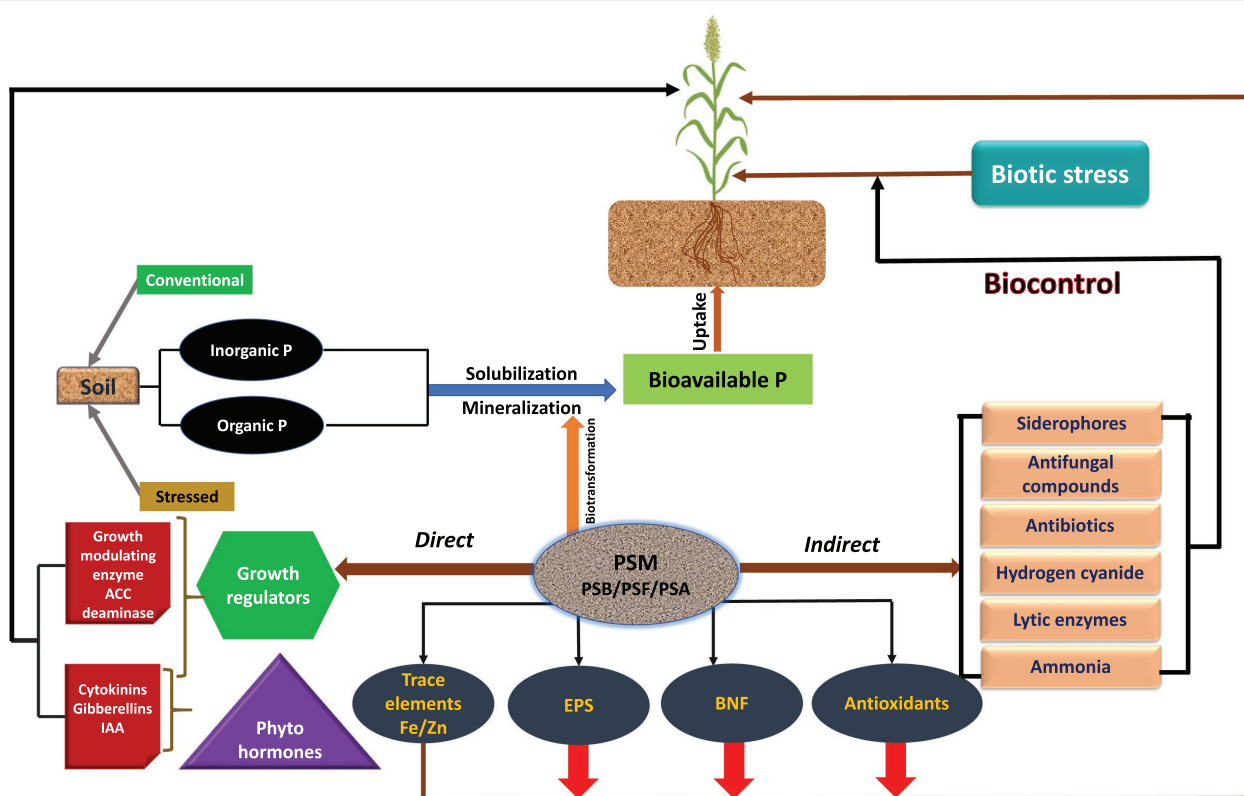 Biotic stress
Biocontrol
Conventional
Uptake
Inorganic P
Soil
Solubilization
Bioavailable P
Mineralization
Organic P
Biotransformation
Stressed
Siderophores
Antifungal
compounds
Antibiotics
Hydrogen cyanide
Lytic enzymes
Ammonia
Growth
modulating
enzyme
ACC
deaminase
Growth
regulators
Direct
PSM
PSB/PSF/PSA
Indirect
Cytokinins
Gibberellins
IAA
Phyto
hormones
Trace
elements
Fe/Zn
EPS
BNF
Antioxidants